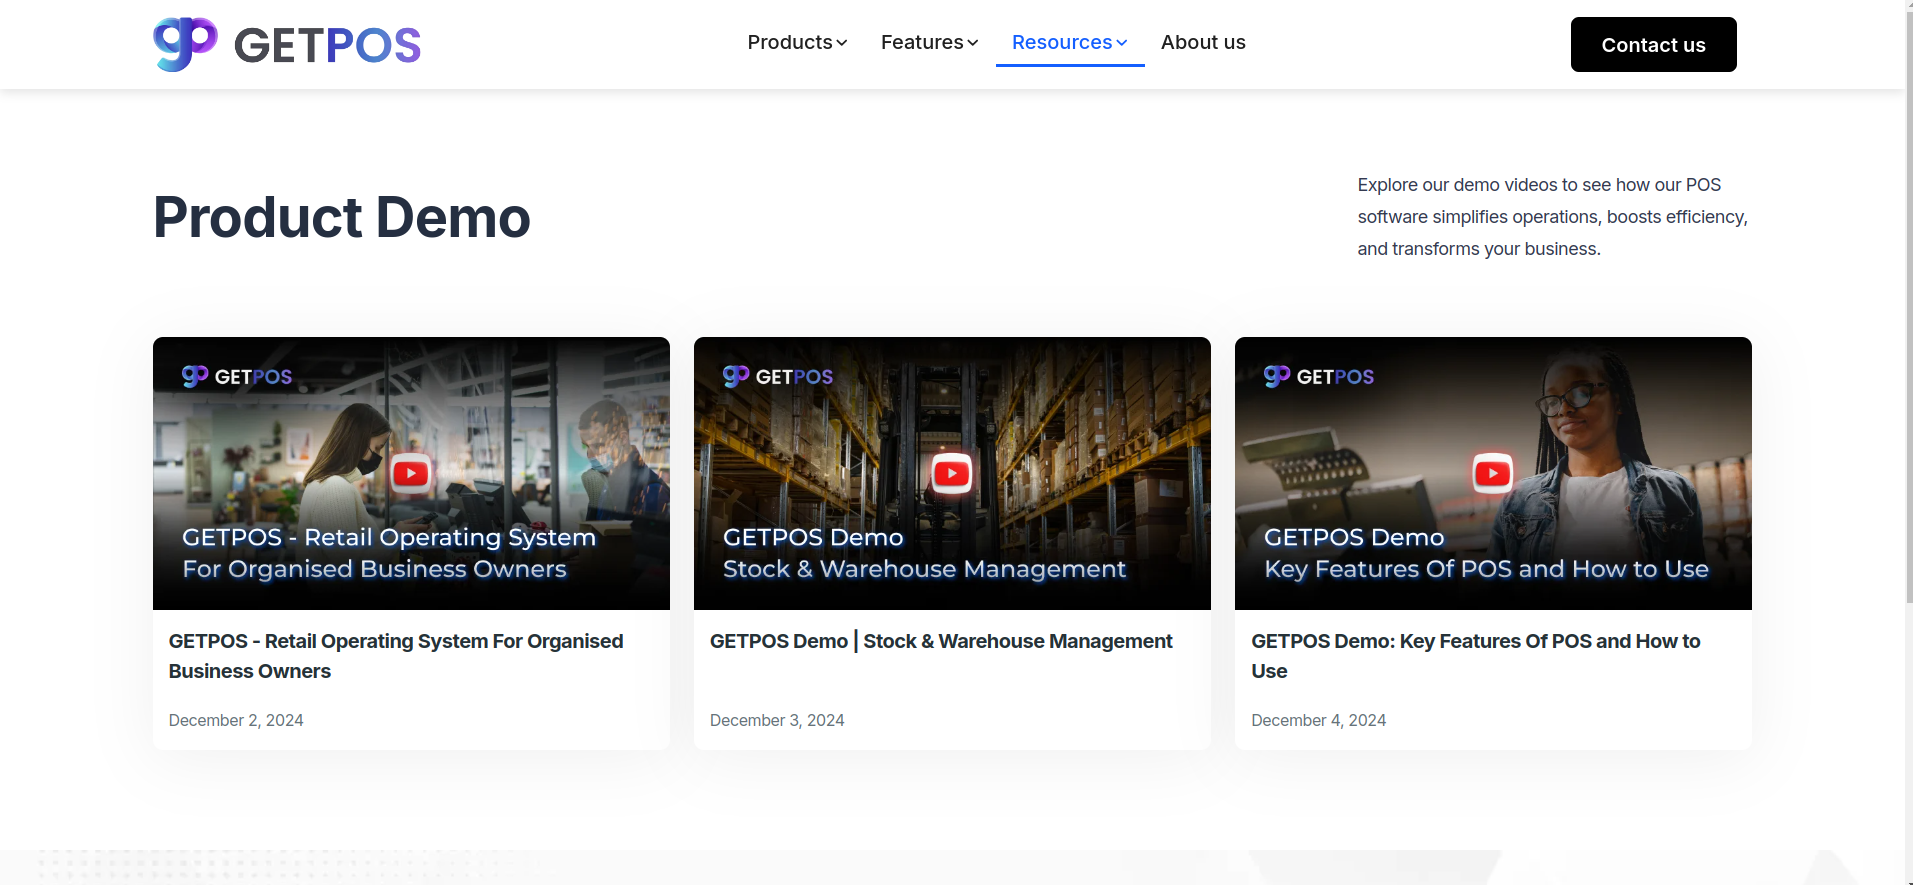 GETPOS
Products
Features
Resources
About us
Contact us
Product Demo
Explore our demo videos to see how our POS
software simplifies operations, boosts efficiency,
and transforms your business.
GETPOS
GETPOS - Retail Operating System
For Organised Business Owners
GETPOS - Retail Operating System For Organised
Business Owners
December 2, 2024
GETPOS
GETPOS Demo
Stock & Warehouse Management
GETPOS Demo | Stock & Warehouse Management
December 3, 2024
GETPOS
GETPOS Demo
Key Features Of POS and How to Use
GETPOS Demo: Key Features Of POS and How to
Use
December 4, 2024